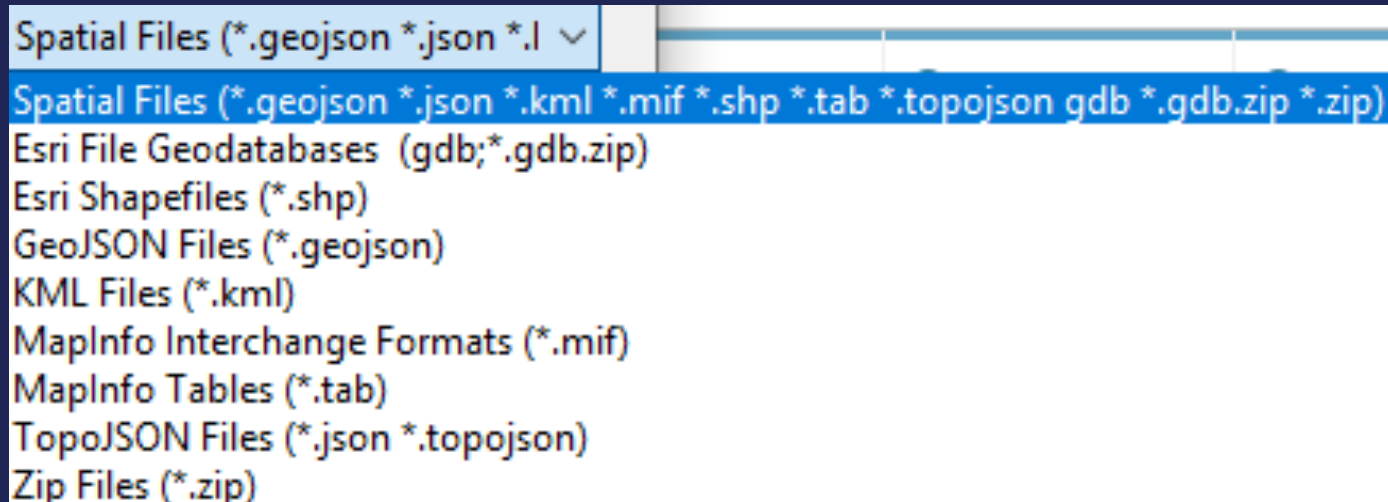 Spatial Files (*.geojson *.json *.l
Spatial Files (*.geojson *.json *.kml *.mif *.shp *.tab *.topojson gdb *.gdb.zip *.zip)
Esri File Geodatabases  (gdb;*.gdb.zip)
Esri Shapefiles (*.shp)
GeoJSON Files (*.geojson)
KML Files (*.kml)
MapInfo Interchange Formats (*.mif)
MapInfo Tables (*.tab)
TopoJSON Files (*.json *.topojson)
Zip Files (*.zip)